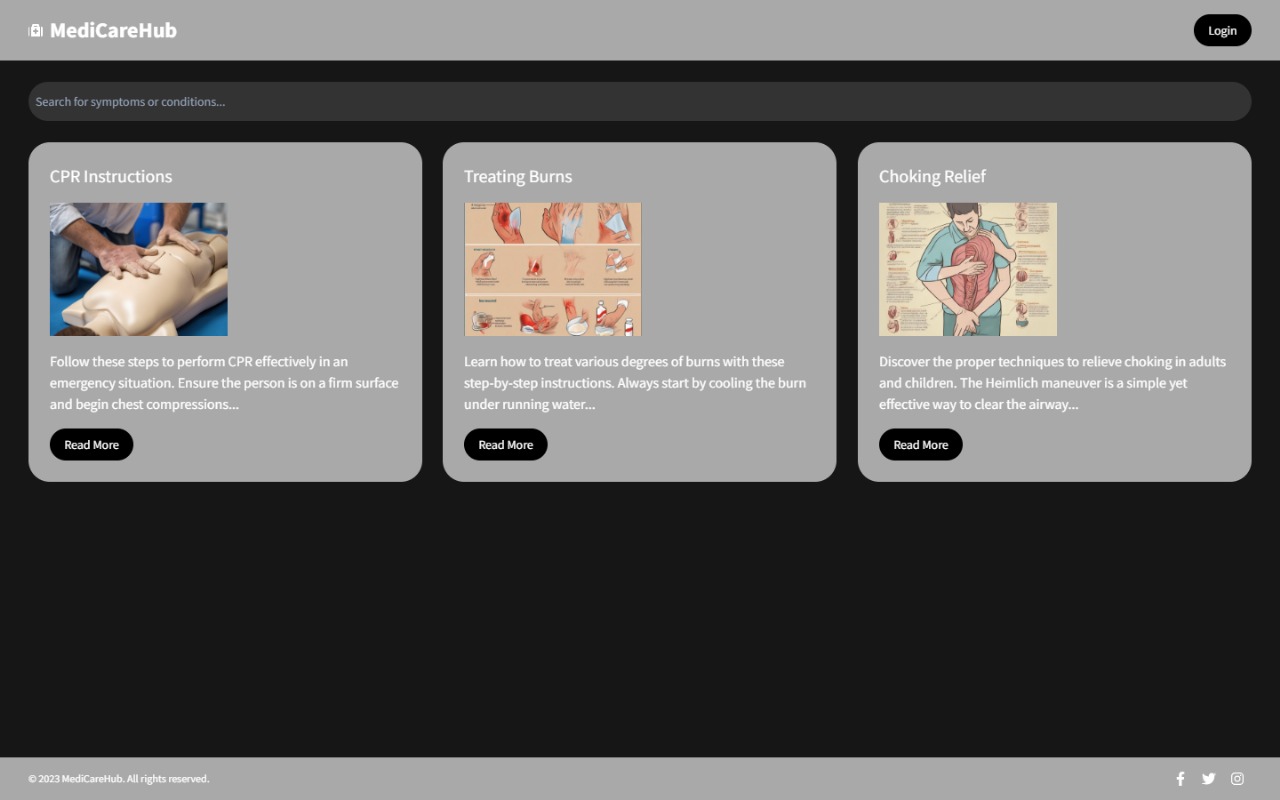 MediCareHub
Login
Search for symptoms or conditions...
CPR Instructions
Follow these steps to perform CPR effectively in an
emergency situation. Ensure the person is on a firm surface
and begin chest compressions...
Read More
Treating Burns
Learn how to treat various degrees of burns with these
step-by-step instructions. Always start by cooling the burn
under running water...
Read More
Choking Relief
Discover the proper techniques to relieve choking in adults
and children. The Heimlich maneuver is a simple yet
effective way to clear the airway...
Read More
© 2023 MediCareHub. All rights reserved.